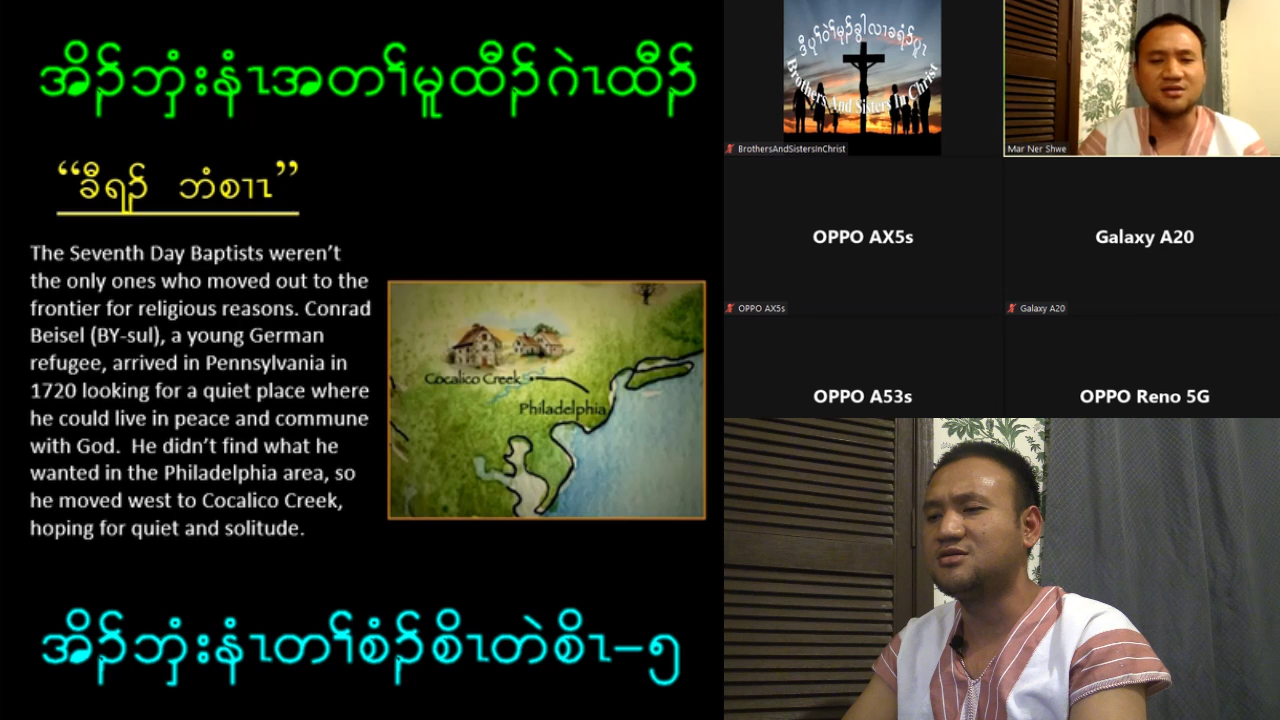 အိၣ်ဘှံးနံၤအတၢ်မူထီၣ်ဂဲၤထီၣ်
“ခီရၣ် ဘံစၢၤ”
The Seventh Day Baptists weren’t
the only ones who moved out to the
frontier for religious reasons. Conrad
Beisel (BY-sul), a young German
refugee, arrived in Pennsylvania in
1720 looking for a quiet place where
he could live in peace and commune
with God.  He didn’t find what he
wanted in the Philadelphia area, so
he moved west to Cocalico Creek,
hoping for quiet and solitude.
Cocalico Creek
Philadelphia
အိၣ်ဘှံးနံၤတၢ်စံၣ်စိၤတဲစိၤ–၅
Brothers And Sisters In Christ
BrothersAndSistersInChrist
Mar Ner Shwe
OPPO AX5s
Galaxy A20
OPPO AX5s
Galaxy A20
OPPO A53s
OPPO Reno 5G